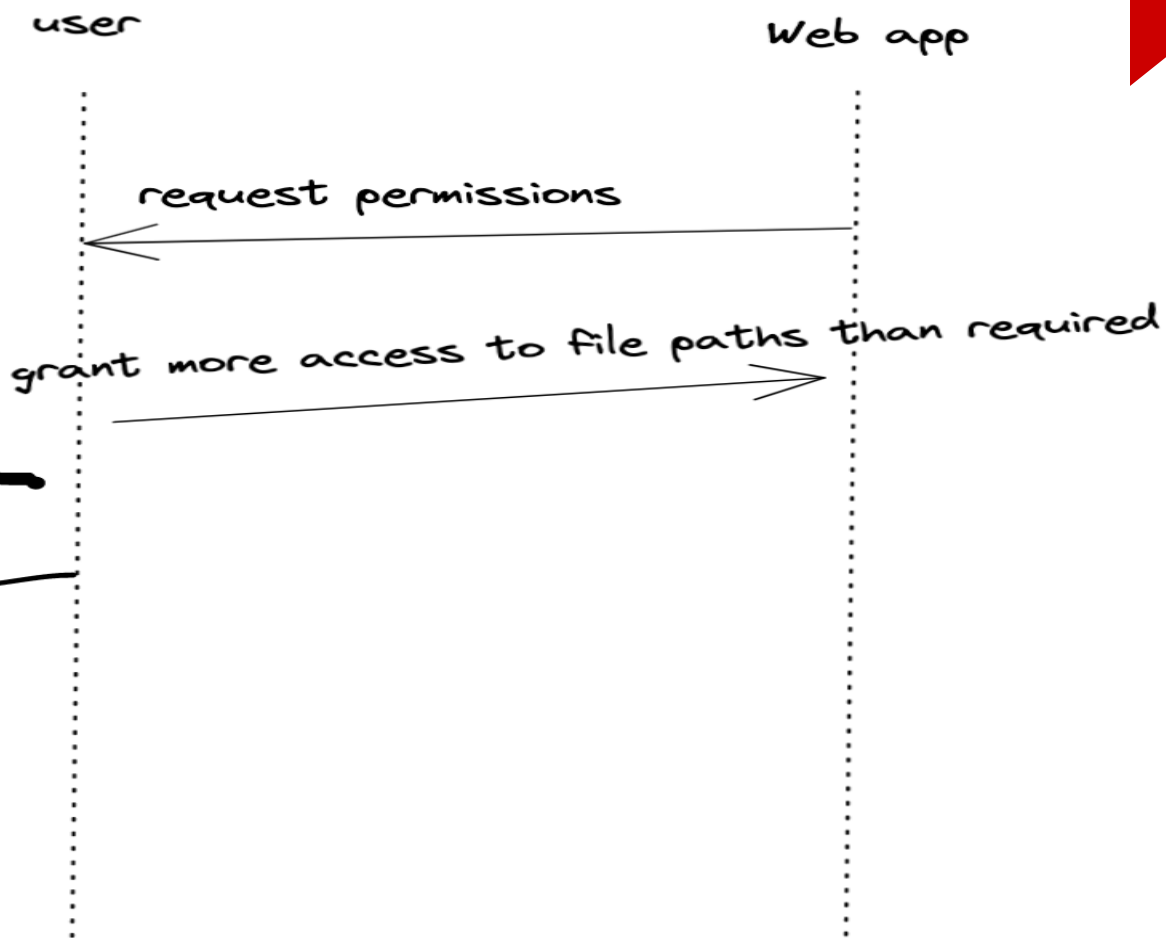 user
Web app
request permissions
grant more access to file paths than required